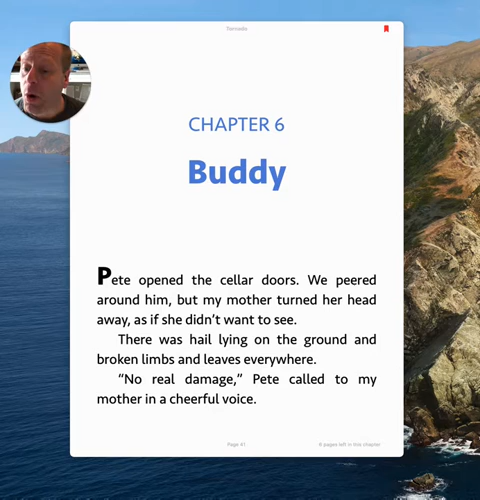 Tornado
CHAPTER 6
Buddy
Pete opened the cellar doors. We peered
around him, but my mother turned her head
away, as if she didn’t want to see.
There was hail lying on the ground and
broken limbs and leaves everywhere.
“No real damage,” Pete called to my
mother in a cheerful voice.
Page 41
6 pages left in this chapter